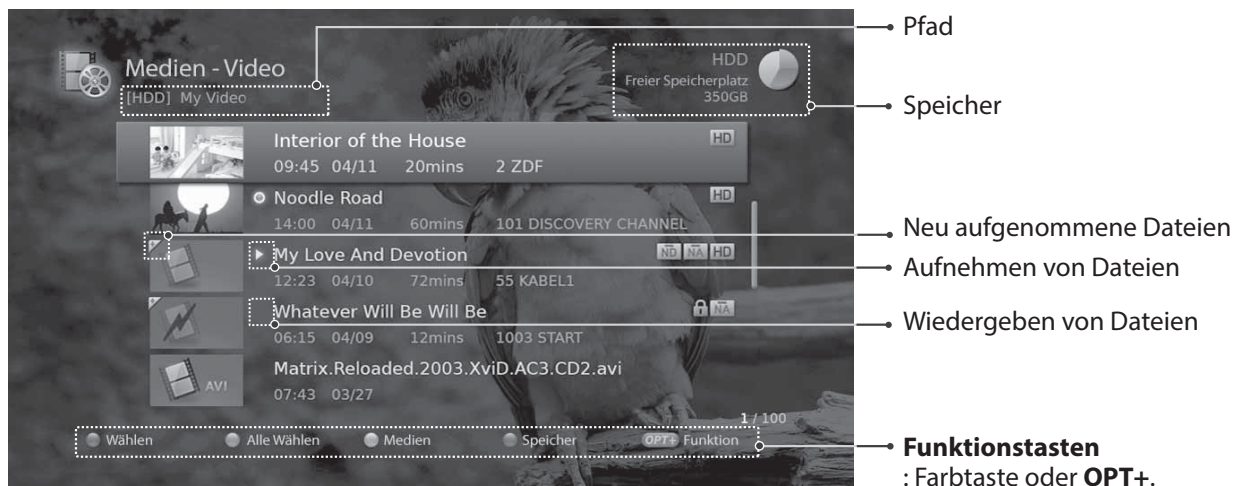 Medien - Video
[HDD] My Video
HDD
Freier Speicherplatz
350GB
Pfad
Speicher
Interior of the House
HD
09:45 04/11 20mins 2 ZDF
Noodle Road
HD
14:00 04/11 60mins 101 DISCOVERY CHANNEL
Neu aufgenommene Dateien
My Love And Devotion
ND NA HD
Aufnehmen von Dateien
12:23 04/10 72mins 55 KABEL1
Whatever Will Be Will Be
NA
Wiedergeben von Dateien
06:15 04/09 12mins 1003 START
AVI
Matrix.Reloaded.2003.XviD.AC3.CD2.avi
07:43 03/27
1 / 100
Wählen Alle Wählen Medien Speicher OPT+ Funktion
Funktionstasten
: Farbtaste oder OPT+.